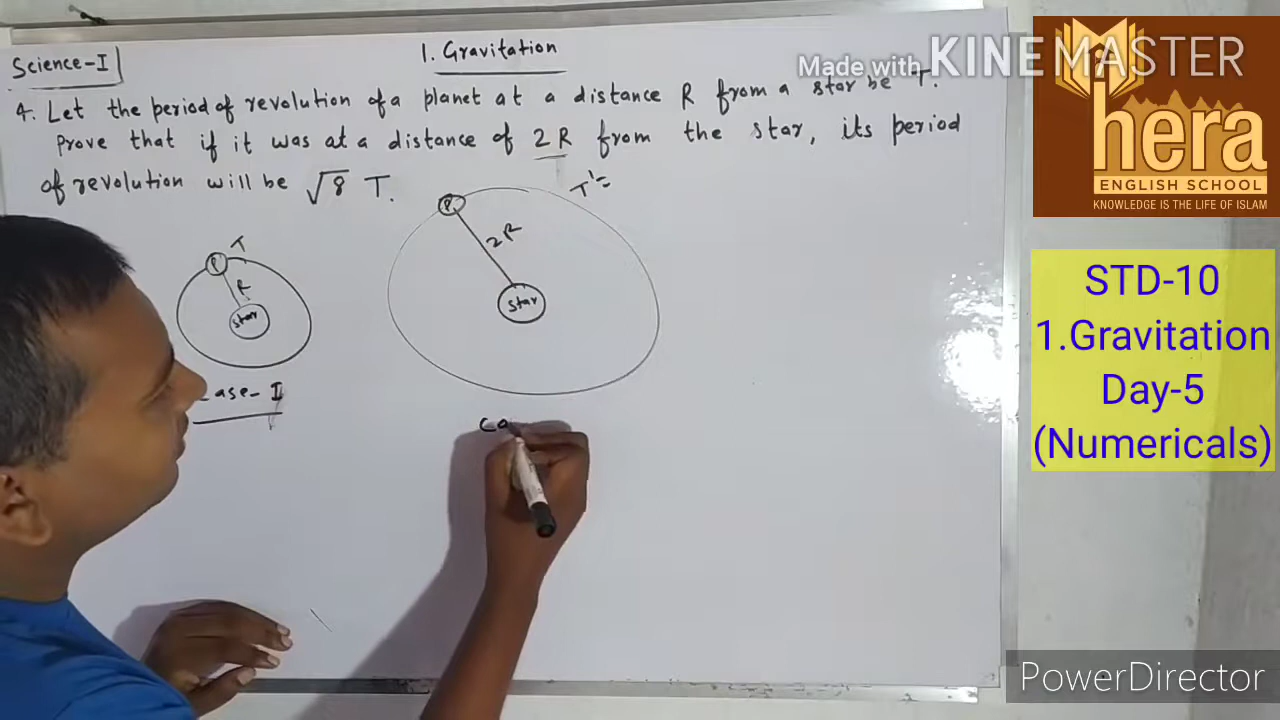 Science-I
1. Gravitation
Made with KINEMASTER
4. Let the period of revolution of a planet at a distance R from a star be T.
Prove that if it was at a distance of 2R from the star, its period
of revolution will be √8 T.
T
P
R
star
Case-I
T'=
P
2R
star
Ca
hera
ENGLISH SCHOOL
KNOWLEDGE IS THE LIFE OF ISLAM
STD-10
1.Gravitation
Day-5
(Numericals)
PowerDirector